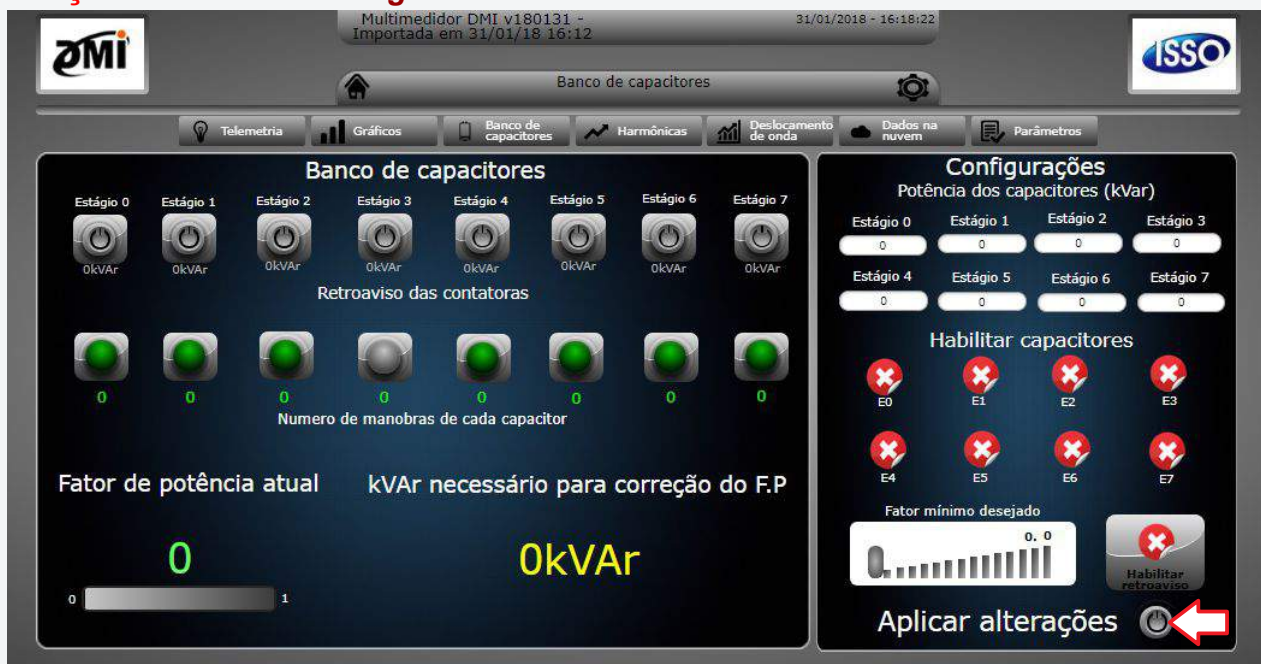 Multimedidor DMI v180131 -
Importada em 31/01/18 16:12
31/01/2018 - 16:18:22
DMI
ISSO
Banco de capacitores
Telemetria
Gráficos
Banco de
capacitores
Harmônicas
Deslocamento
de onda
Dados na
nuvem
Parâmetros
Banco de capacitores
Estágio 0 Estágio 1 Estágio 2 Estágio 3 Estágio 4 Estágio 5 Estágio 6 Estágio 7
0kVAr 0kVAr 0kVAr 0kVAr 0kVAr 0kVAr 0kVAr 0kVAr
Retroaviso das contatoras
0 0 0 0 0 0 0 0
Numero de manobras de cada capacitor
Fator de potência atual
0
0 1
kVAr necessário para correção do F.P
0kVAr
Configurações
Potência dos capacitores (kVar)
Estágio 0 Estágio 1 Estágio 2 Estágio 3
0 0 0 0
Estágio 4 Estágio 5 Estágio 6 Estágio 7
0 0 0 0
Habilitar capacitores
E0 E1 E2 E3
E4 E5 E6 E7
Fator mínimo desejado
0. 0
Habilitar
retroaviso
Aplicar alterações